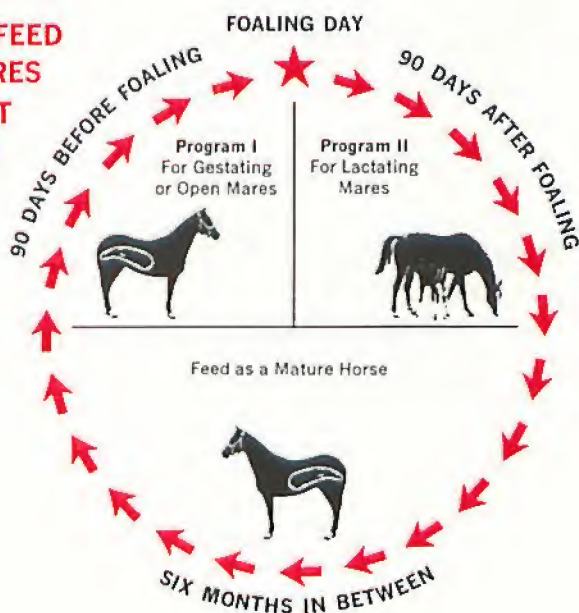 FEED
RES
T
FOALING DAY
90 DAYS BEFORE FOALING
90 DAYS AFTER FOALING
Program I
For Gestating
or Open Mares
Program II
For Lactating
Mares
Feed as a Mature Horse
SIX MONTHS IN BETWEEN